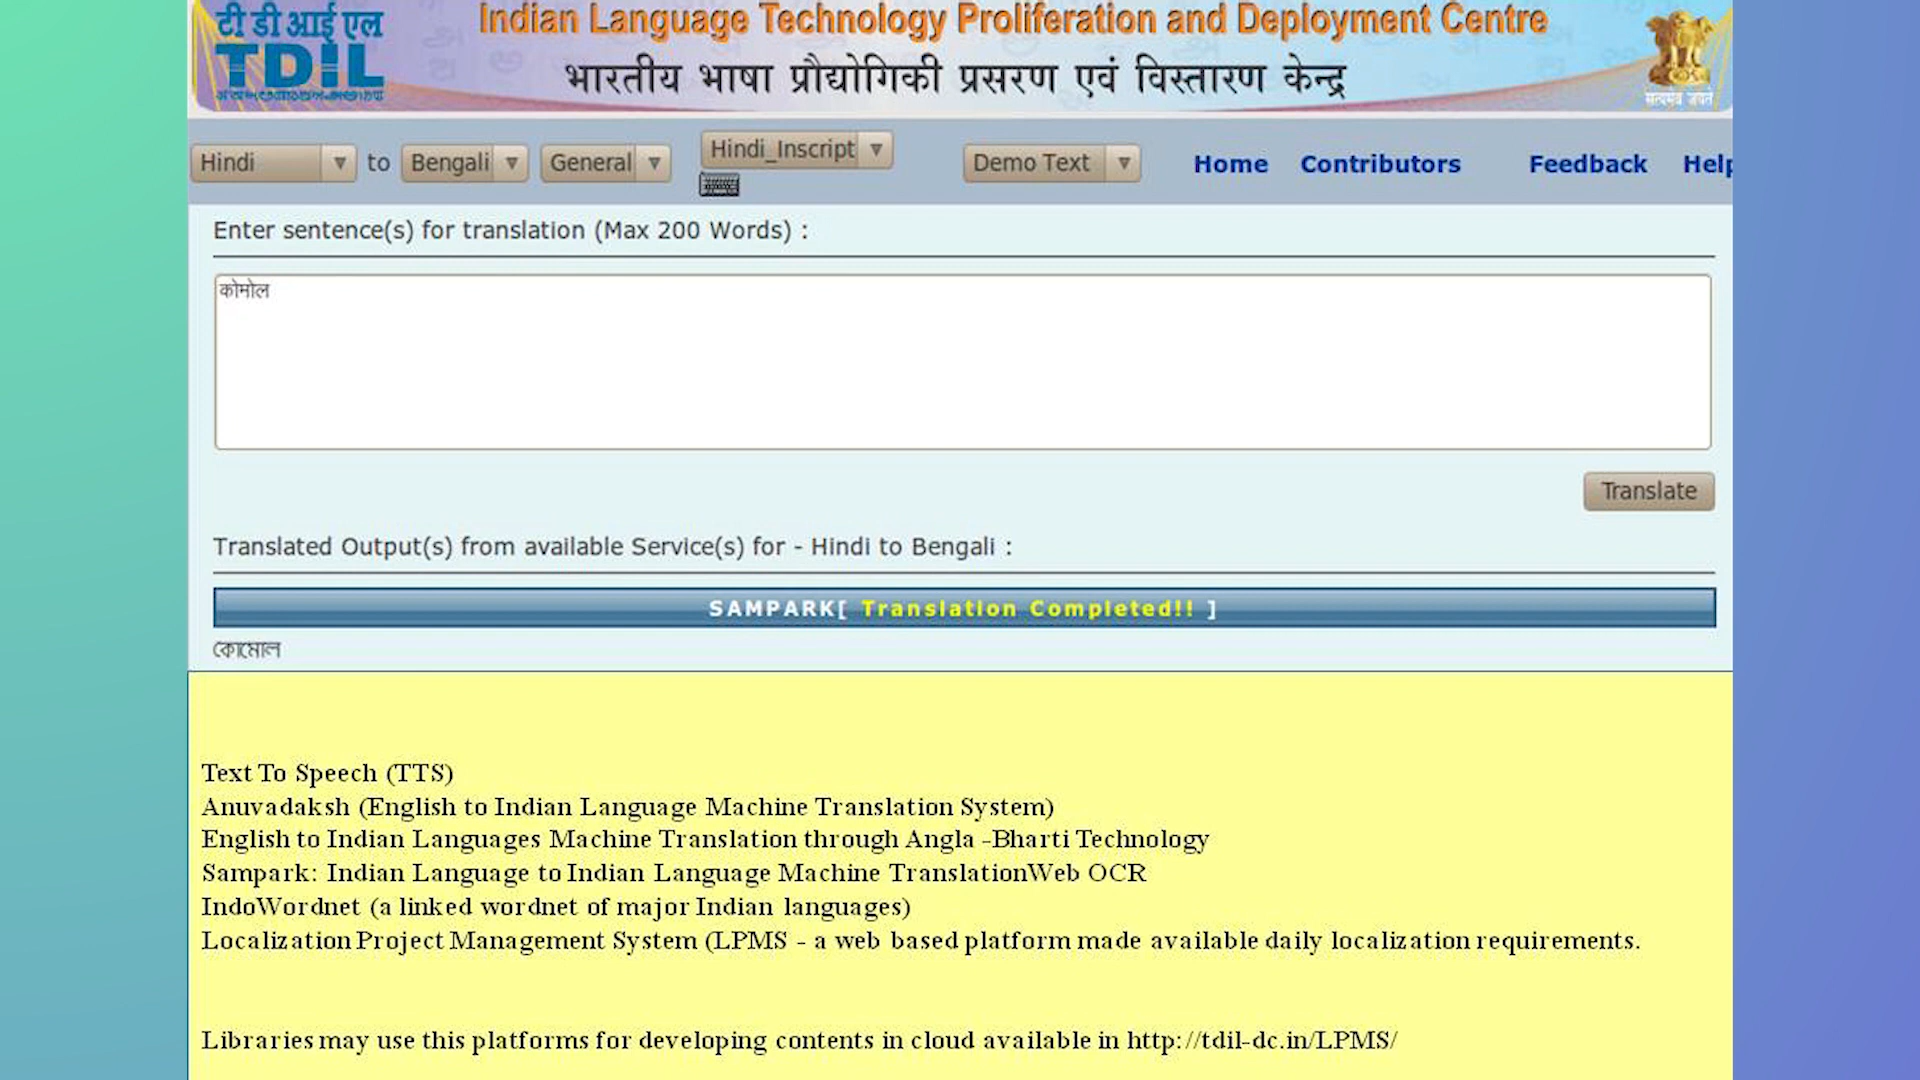 टी डी आई एल
TDIL
Indian Language Technology Proliferation and Deployment Centre
भारतीय भाषा प्रौद्योगिकी प्रसरण एवं विस्तारण केन्द्र
सत्यमेव जयते
Hindi to Bengali General Hindi_Inscript Demo Text Home Contributors Feedback Help
Enter sentence(s) for translation (Max 200 Words) :
कोमोल
Translate
Translated Output(s) from available Service(s) for - Hindi to Bengali :
SAMPARK[ Translation Completed!! ]
কোমোল
Text To Speech (TTS)
Anuvadaksh (English to Indian Language Machine Translation System)
English to Indian Languages Machine Translation through Angla -Bharti Technology
Sampark: Indian Language to Indian Language Machine TranslationWeb OCR
IndoWordnet (a linked wordnet of major Indian languages)
Localization Project Management System (LPMS - a web based platform made available daily localization requirements.
Libraries may use this platforms for developing contents in cloud available in http://tdil-dc.in/LPMS/